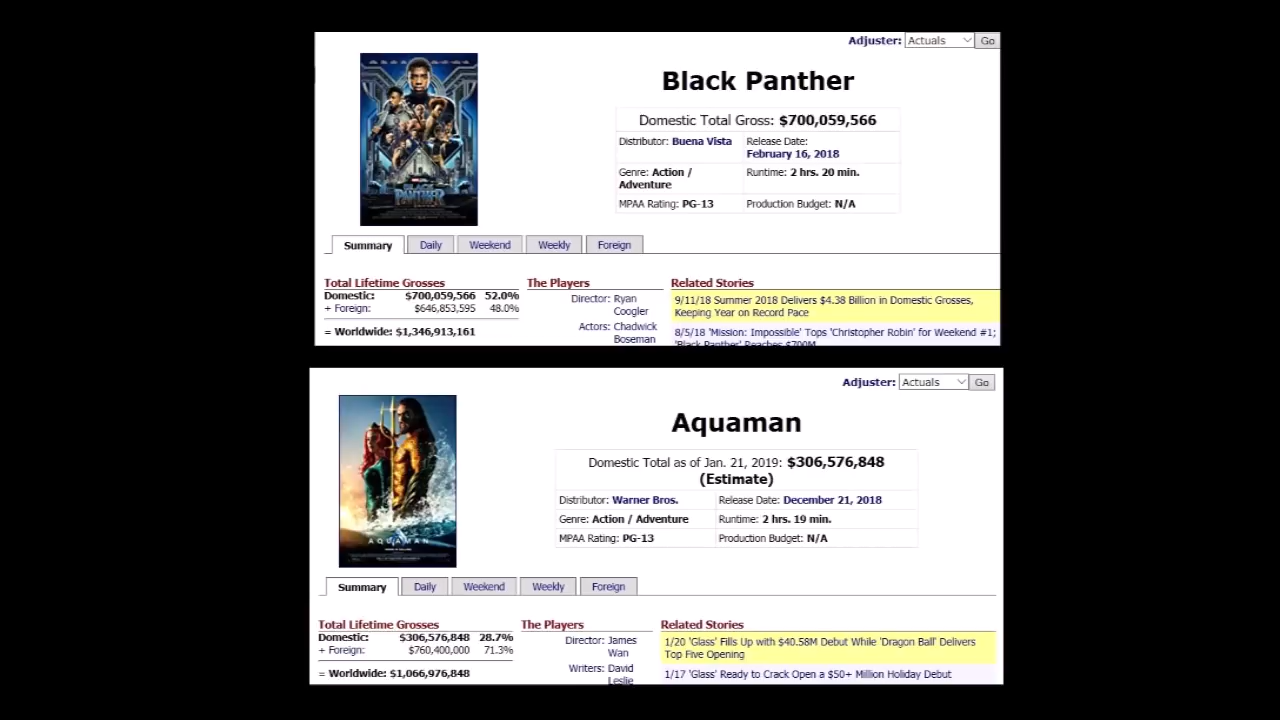 Adjuster: Actuals Go
Black Panther
Domestic Total Gross: $700,059,566
Distributor: Buena Vista
Release Date:
February 16, 2018
Genre: Action /
Adventure
Runtime: 2 hrs. 20 min.
MPAA Rating: PG-13
Production Budget: N/A
BLACK
PANTHER
Summary Daily Weekend Weekly Foreign
Total Lifetime Grosses
Domestic: $700,059,566 52.0%
+ Foreign: $646,853,595 48.0%
= Worldwide: $1,346,913,161
The Players
Director: Ryan
Coogler
Actors: Chadwick
Boseman
Related Stories
9/11/18 Summer 2018 Delivers $4.38 Billion in Domestic Grosses,
Keeping Year on Record Pace
8/5/18 'Mission: Impossible' Tops 'Christopher Robin' for Weekend #1;
'Black Panther' Reaches $700M
Adjuster: Actuals Go
Aquaman
Domestic Total as of Jan. 21, 2019: $306,576,848
(Estimate)
Distributor: Warner Bros.
Release Date: December 21, 2018
Genre: Action / Adventure
Runtime: 2 hrs. 19 min.
MPAA Rating: PG-13
Production Budget: N/A
AQUAMAN
Summary Daily Weekend Weekly Foreign
Total Lifetime Grosses
Domestic: $306,576,848 28.7%
+ Foreign: $760,400,000 71.3%
= Worldwide: $1,066,976,848
The Players
Director: James
Wan
Writers: David
Leslie
Related Stories
1/20 'Glass' Fills Up with $40.58M Debut While 'Dragon Ball' Delivers
Top Five Opening
1/17 'Glass' Ready to Crack Open a $50+ Million Holiday Debut